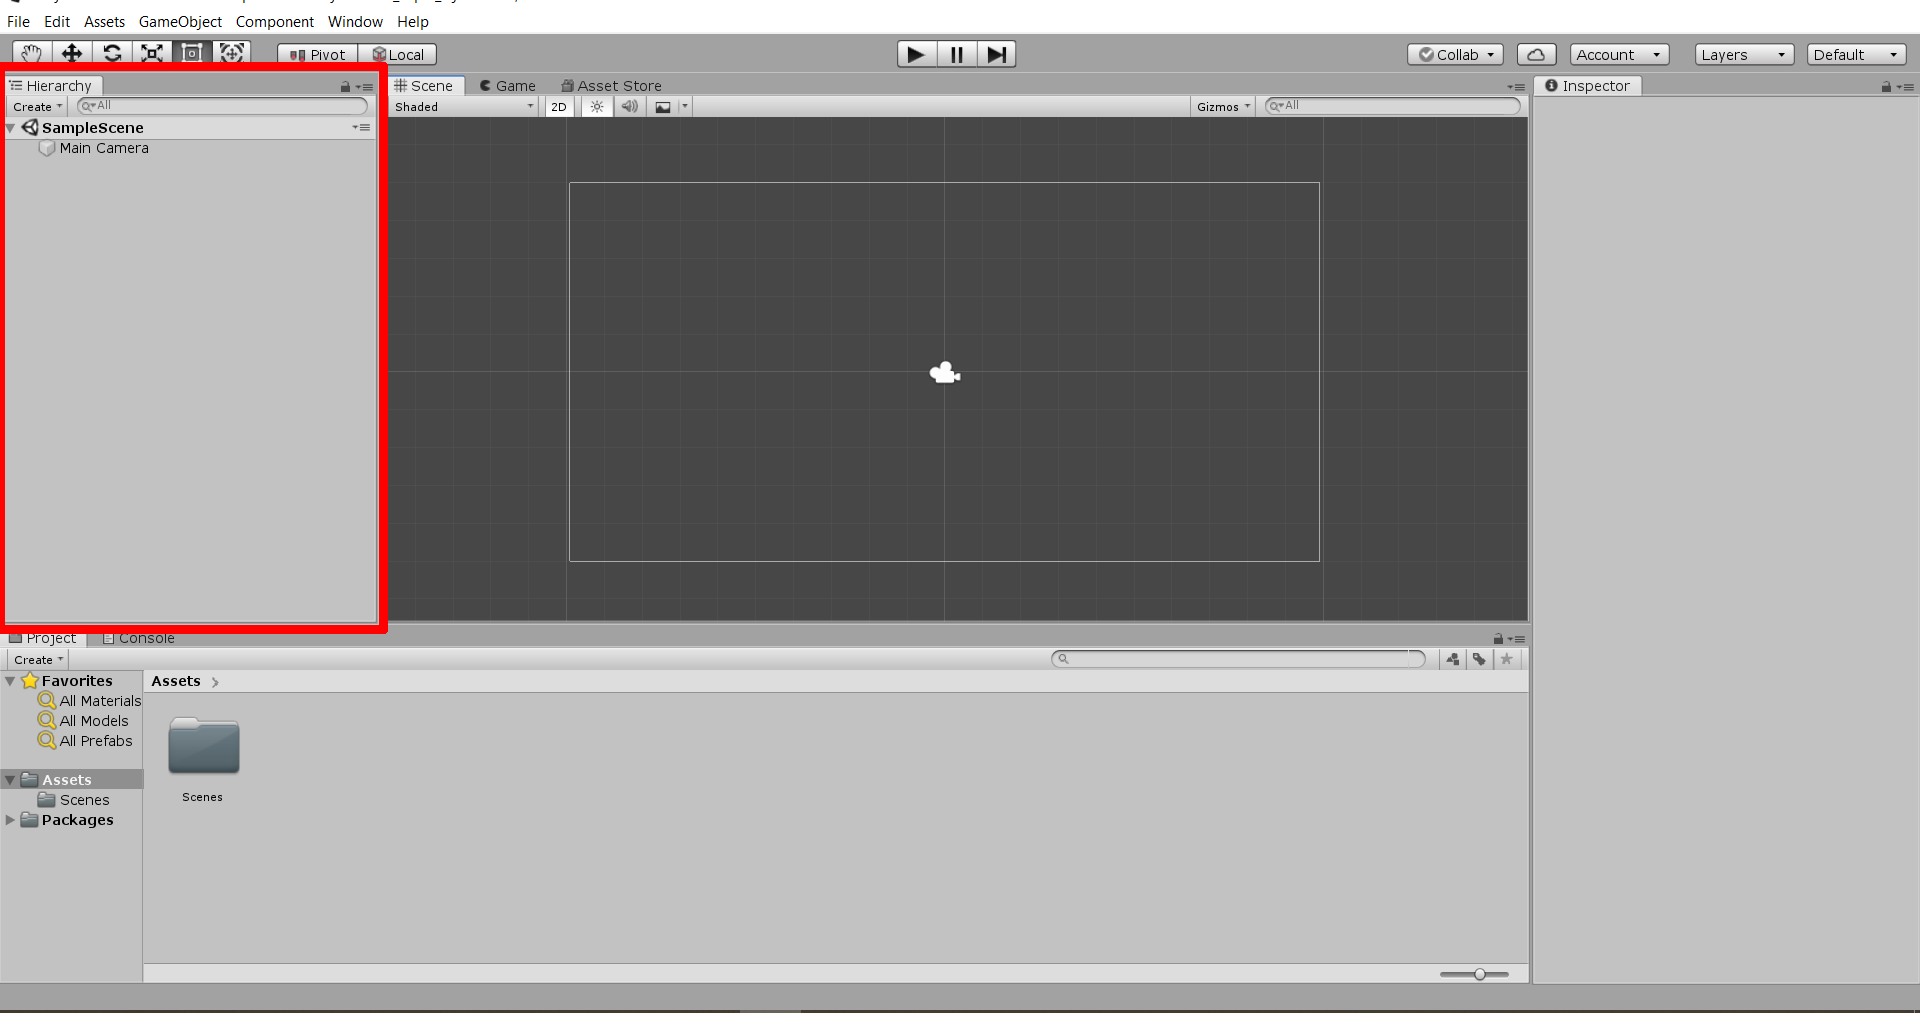 File Edit Assets GameObject Component Window Help
Pivot Local Collab Account Layers Default
Hierarchy Scene Game Asset Store Inspector
Create All Shaded 2D Gizmos All
SampleScene
Main Camera
Project Console
Create
Favorites Assets
All Materials
All Models
All Prefabs
Assets
Scenes Scenes
Packages